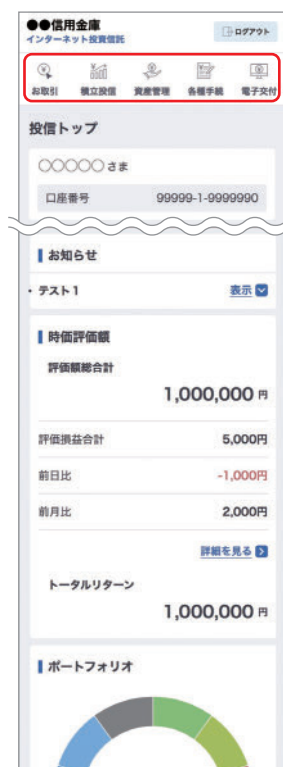 ●●信用金庫
インターネット投資信託
ログアウト
お取引 積立投信 資産管理 各種手続 電子交付
投信トップ
○○○○○さま
口座番号 99999-1-9999990
お知らせ
・テスト1 表示
時価評価額
評価額総合計
1,000,000 円
評価損益合計 5,000円
前日比 -1,000円
前月比 2,000円
詳細を見る
トータルリターン
1,000,000 円
ポートフォリオ